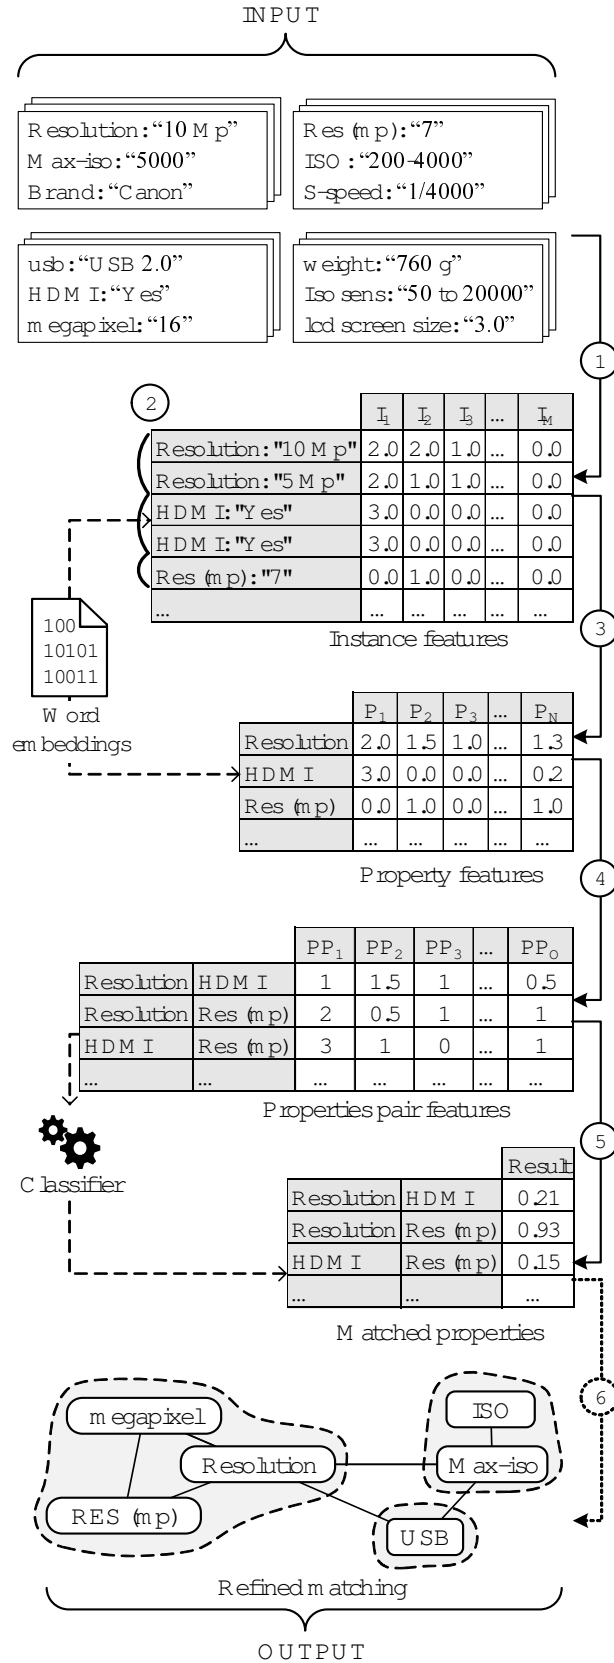 INPUT
Resolution:“10 Mp”
Max-iso:“5000”
Brand:“Canon”
Res(mp):“7”
ISO:“200-4000”
S-speed:“1/4000”
usb:“USB 2.0”
HDMI:“Yes”
megapixel:“16”
weight:“760 g”
Iso sens:“50 to 20000”
lcd screen size:“3.0”
1
2
I1 I2 I3 … IM
Resolution:"10 Mp" 2.0 2.0 1.0 … 0.0
Resolution:"5 Mp" 2.0 1.0 1.0 … 0.0
HDMI:"Yes" 3.0 0.0 0.0 … 0.0
HDMI:"Yes" 3.0 0.0 0.0 … 0.0
Res (mp):"7" 0.0 1.0 0.0 … 0.0
… … … … … …
Instance features
100
10101
10011
Word
embeddings
3
P1 P2 P3 … PN
Resolution 2.0 1.5 1.0 … 1.3
HDMI 3.0 0.0 0.0 … 0.2
Res (mp) 0.0 1.0 0.0 … 1.0
… … … … … …
Property features
4
PP1 PP2 PP3 … PPO
Resolution HDMI 1 1.5 1 … 0.5
Resolution Res (mp) 2 0.5 1 … 1
HDMI Res (mp) 3 1 0 … 1
… … … … … … …
Properties pair features
Classifier
5
Result
Resolution HDMI 0.21
Resolution Res (mp) 0.93
HDMI Res (mp) 0.15
… … …
Matched properties
6
megapixel
ISO
Resolution
Max-iso
RES (mp)
USB
Refined matching
OUTPUT